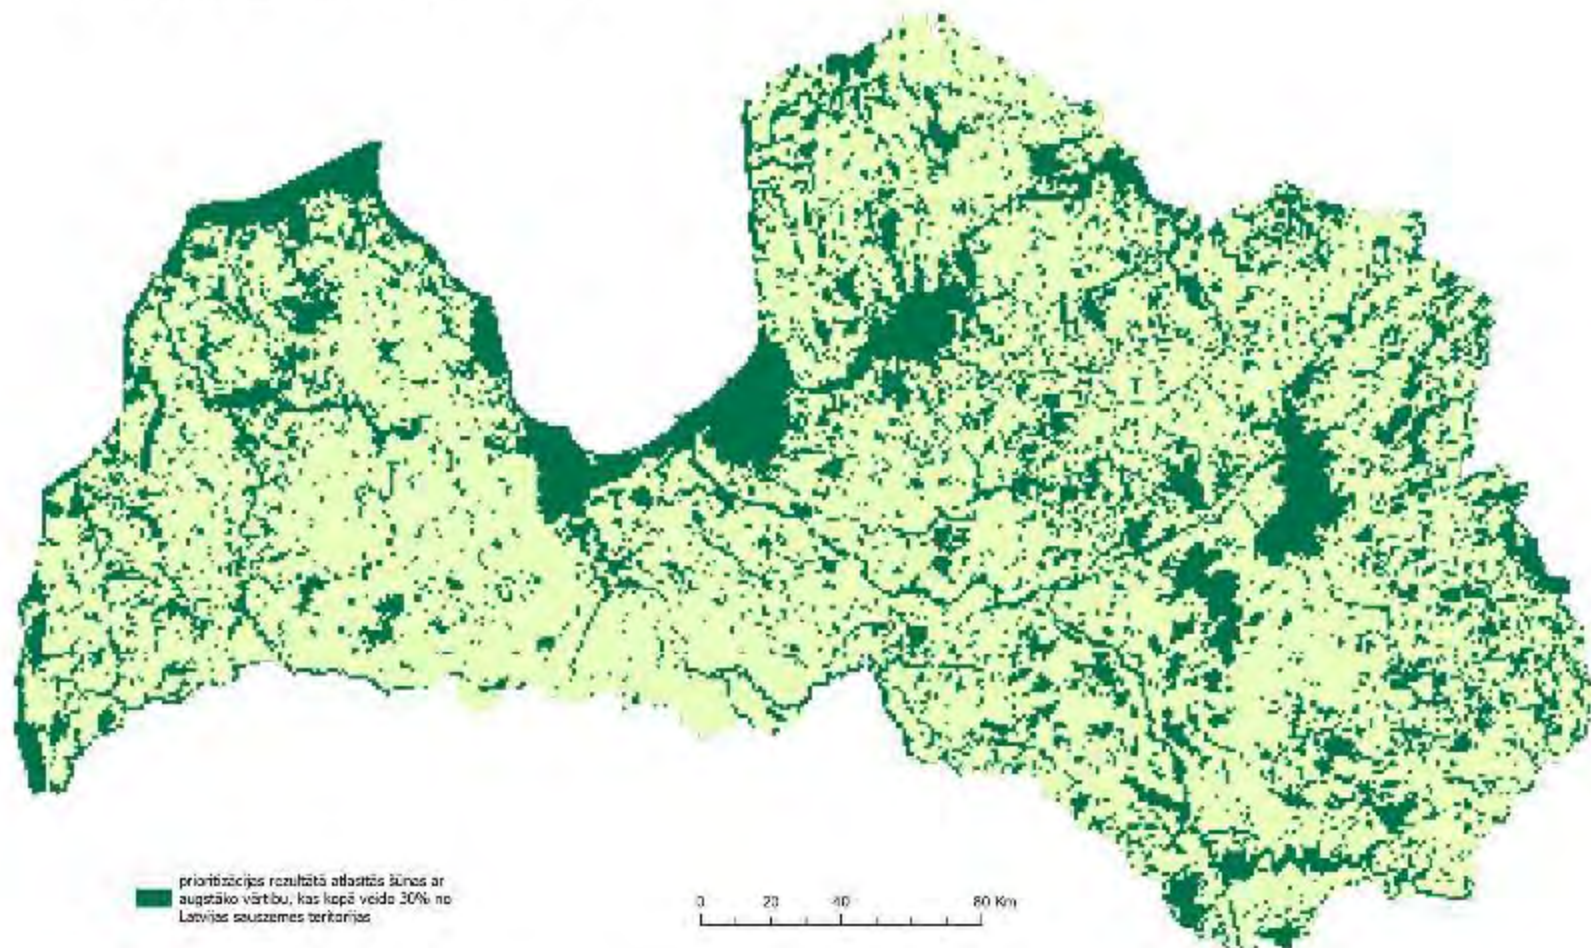 prioritizācijas rezultātā atlasītās šūnas ar
augstāko vērtību, kas kopā veido 30% no
Latvijas sauszemes teritorijas
0 20 40 80 Km